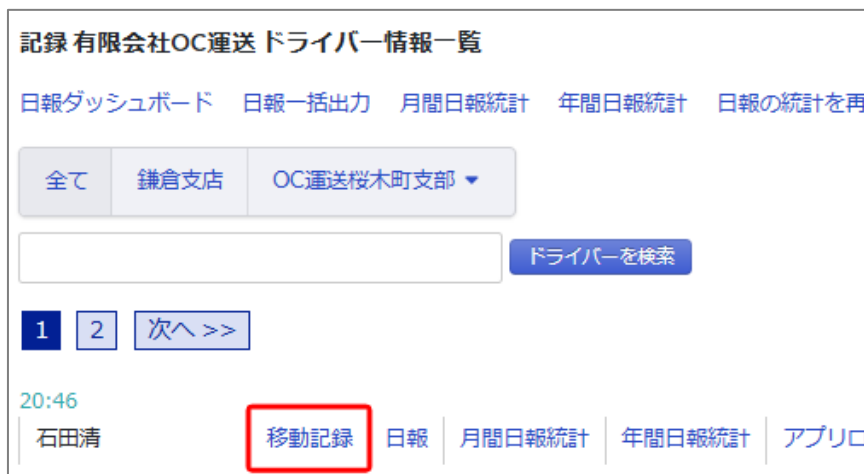 記録 有限会社OC運送 ドライバー情報一覧
日報ダッシュボード 日報一括出力 月間日報統計 年間日報統計 日報の統計を再
全て 鎌倉支店 OC運送桜木町支部
ドライバーを検索
1 2 次へ >>
20:46
石田清 移動記録 日報 月間日報統計 年間日報統計 アプリロ